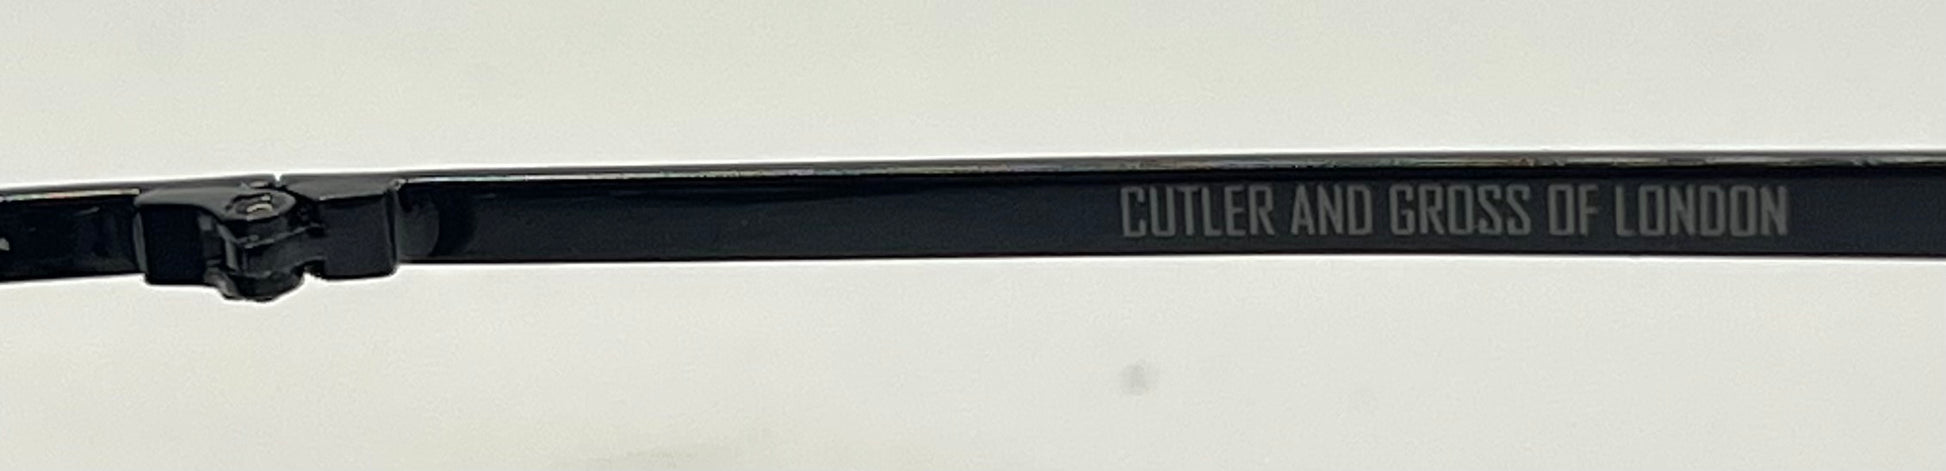 CUTLER AND GROSS OF LONDON